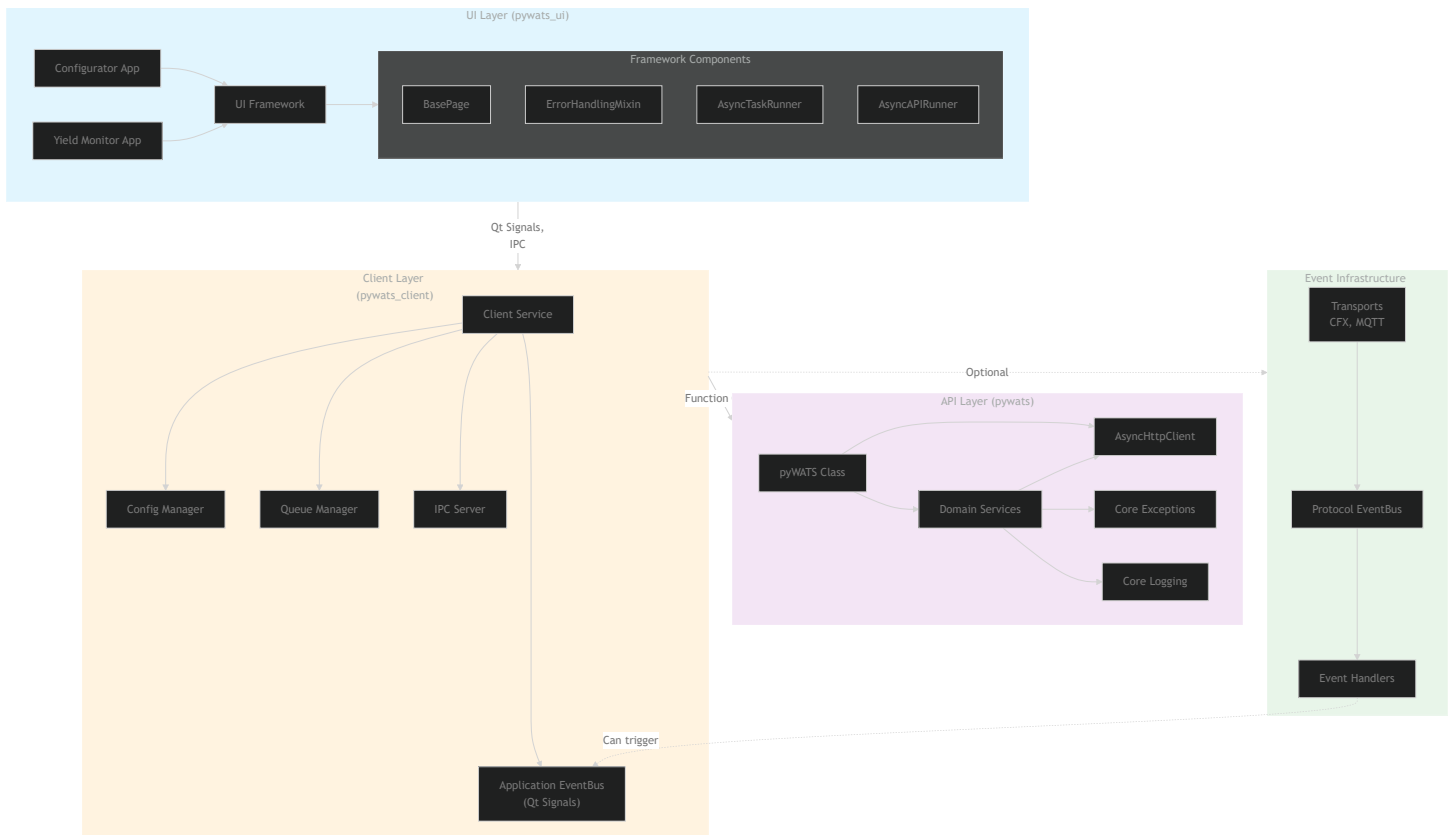 UI Layer (pywats_ui)
Configurator App
Yield Monitor App
UI Framework
Framework Components
BasePage
ErrorHandlingMixin
AsyncTaskRunner
AsyncAPIRunner
Qt Signals,
IPC
Client Layer
(pywats_client)
Client Service
Config Manager
Queue Manager
IPC Server
Application EventBus
(Qt Signals)
Function
Optional
API Layer (pywats)
pyWATS Class
Domain Services
AsyncHttpClient
Core Exceptions
Core Logging
Event Infrastructure
Transports
CFX, MQTT
Protocol EventBus
Event Handlers
Can trigger